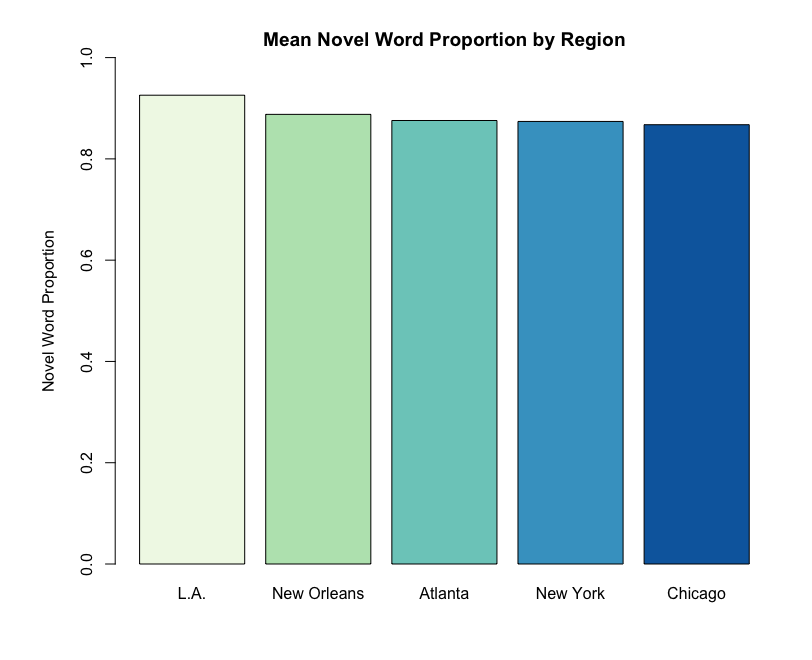 Mean Novel Word Proportion by Region
Novel Word Proportion
1.0
0.8
0.6
0.4
0.2
0.0
L.A. New Orleans Atlanta New York Chicago